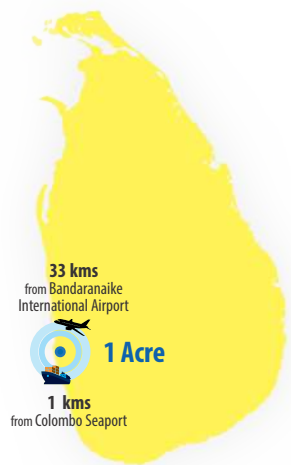 33 kms
from Bandaranaike
International Airport
1 Acre
1 kms
from Colombo Seaport